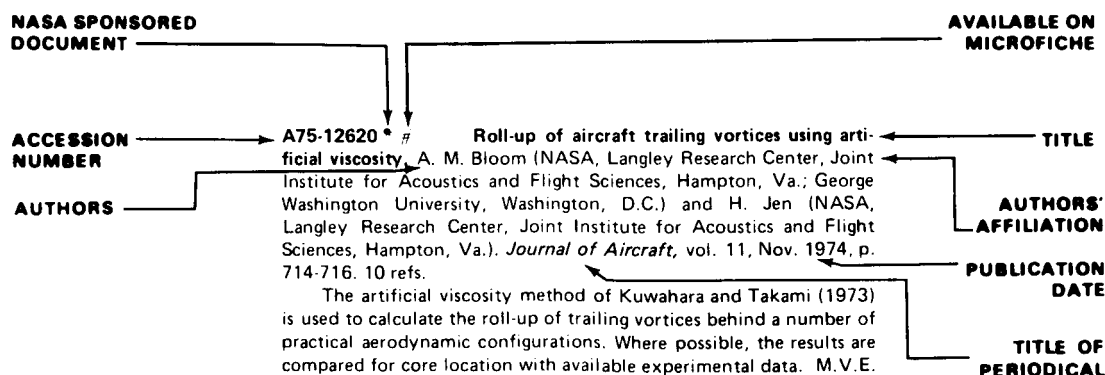 NASA SPONSORED
DOCUMENT
AVAILABLE ON
MICROFICHE
ACCESSION
NUMBER
AUTHORS
A75-12620 * # Roll-up of aircraft trailing vortices using arti-
ficial viscosity. A. M. Bloom (NASA, Langley Research Center, Joint
Institute for Acoustics and Flight Sciences, Hampton, Va.; George
Washington University, Washington, D.C.) and H. Jen (NASA,
Langley Research Center, Joint Institute for Acoustics and Flight
Sciences, Hampton, Va.). Journal of Aircraft, vol. 11, Nov. 1974, p.
714-716. 10 refs.
The artificial viscosity method of Kuwahara and Takami (1973)
is used to calculate the roll-up of trailing vortices behind a number of
practical aerodynamic configurations. Where possible, the results are
compared for core location with available experimental data. M.V.E.
TITLE
AUTHORS'
AFFILIATION
PUBLICATION
DATE
TITLE OF
PERIODICAL